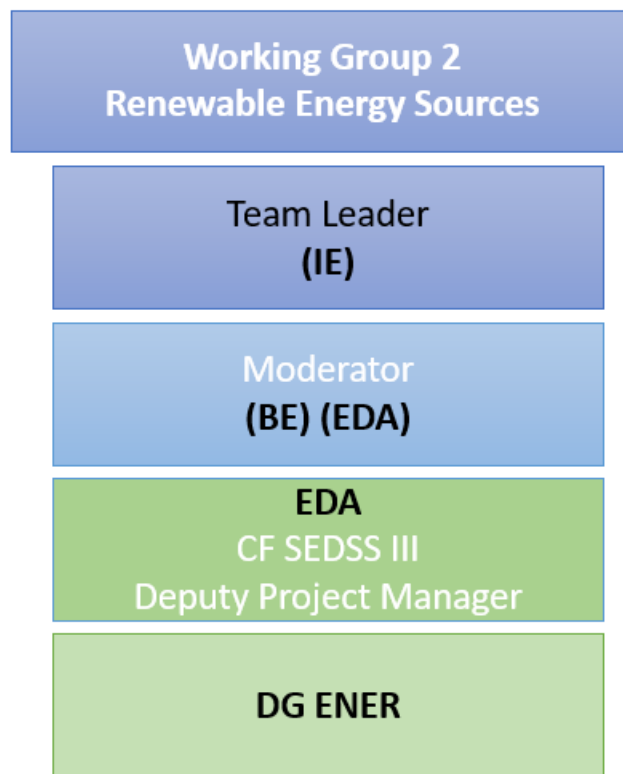 Working Group 2
Renewable Energy Sources
Team Leader
(IE)
Moderator
(BE) (EDA)
EDA
CF SEDSS III
Deputy Project Manager
DG ENER